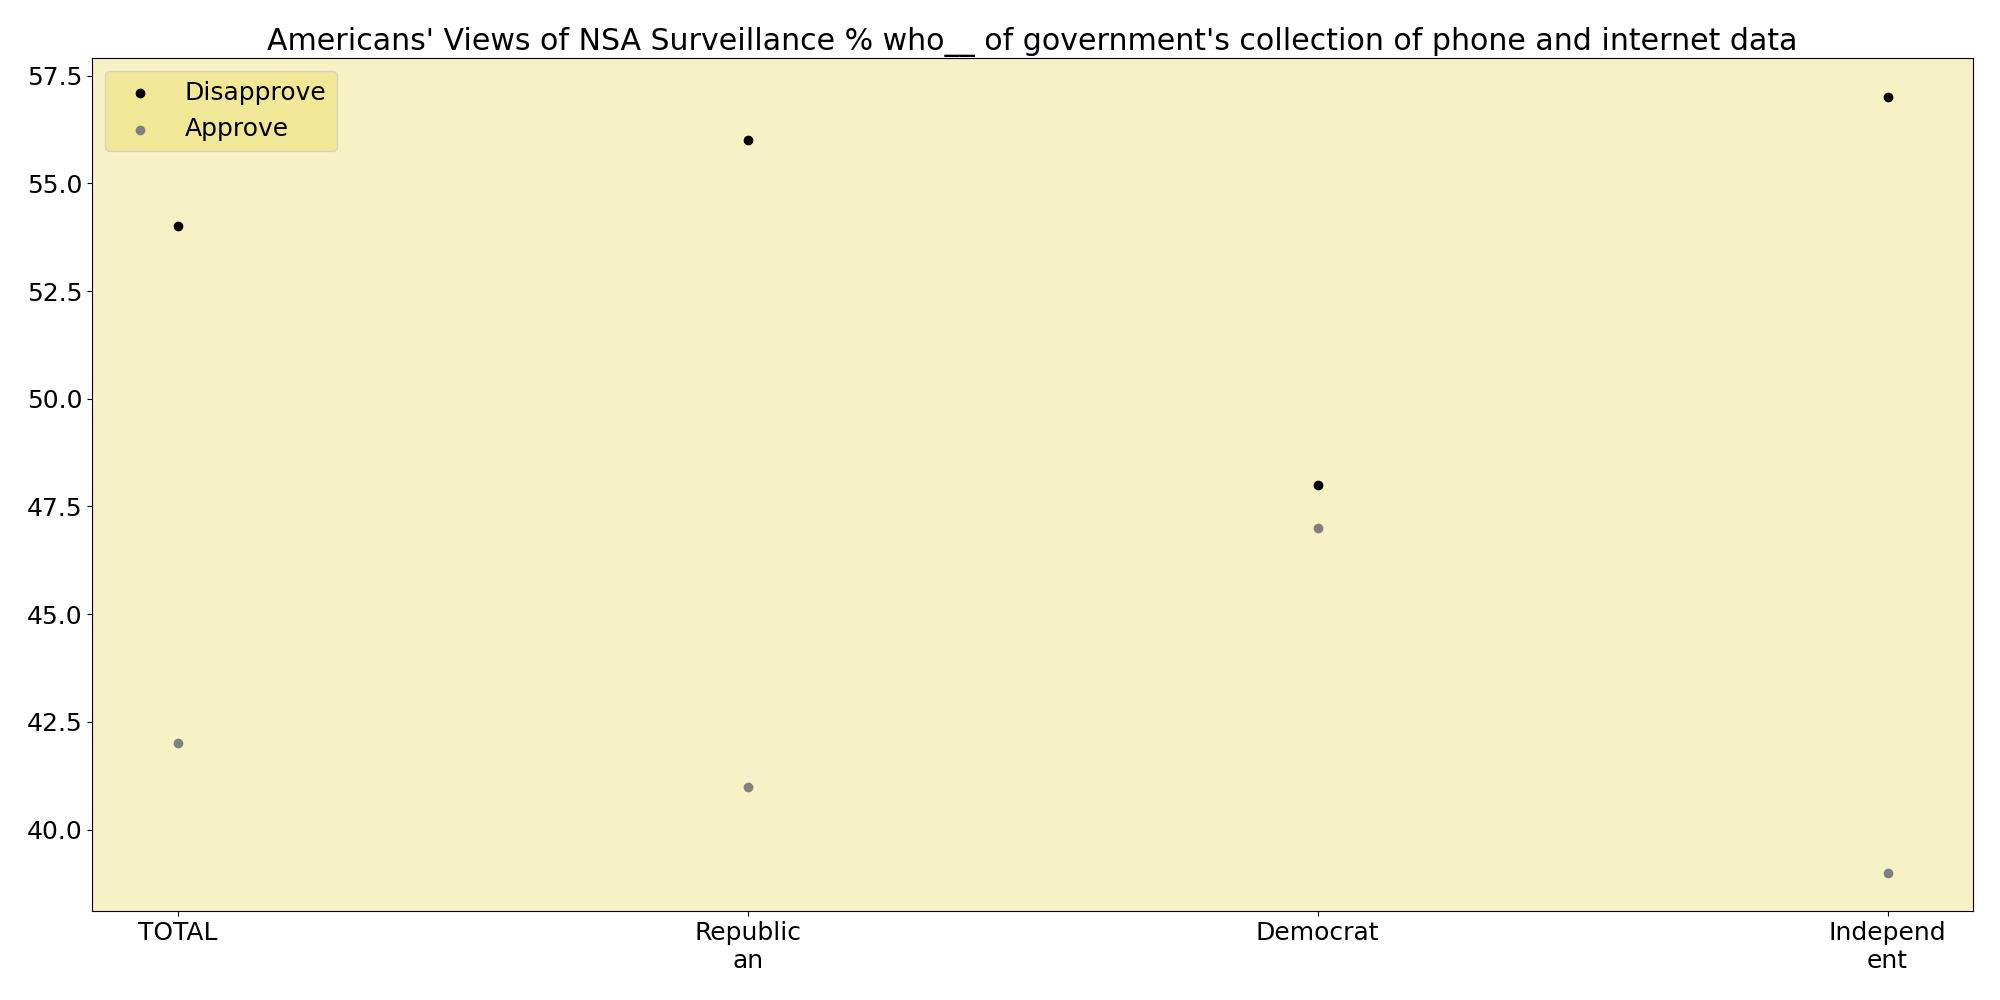 Americans' Views of NSA Surveillance % who__ of government's collection of phone and internet data
57.5
55.0
52.5
50.0
47.5
45.0
42.5
40.0
Disapprove
Approve
TOTAL
Republic
an
Democrat
Independ
ent